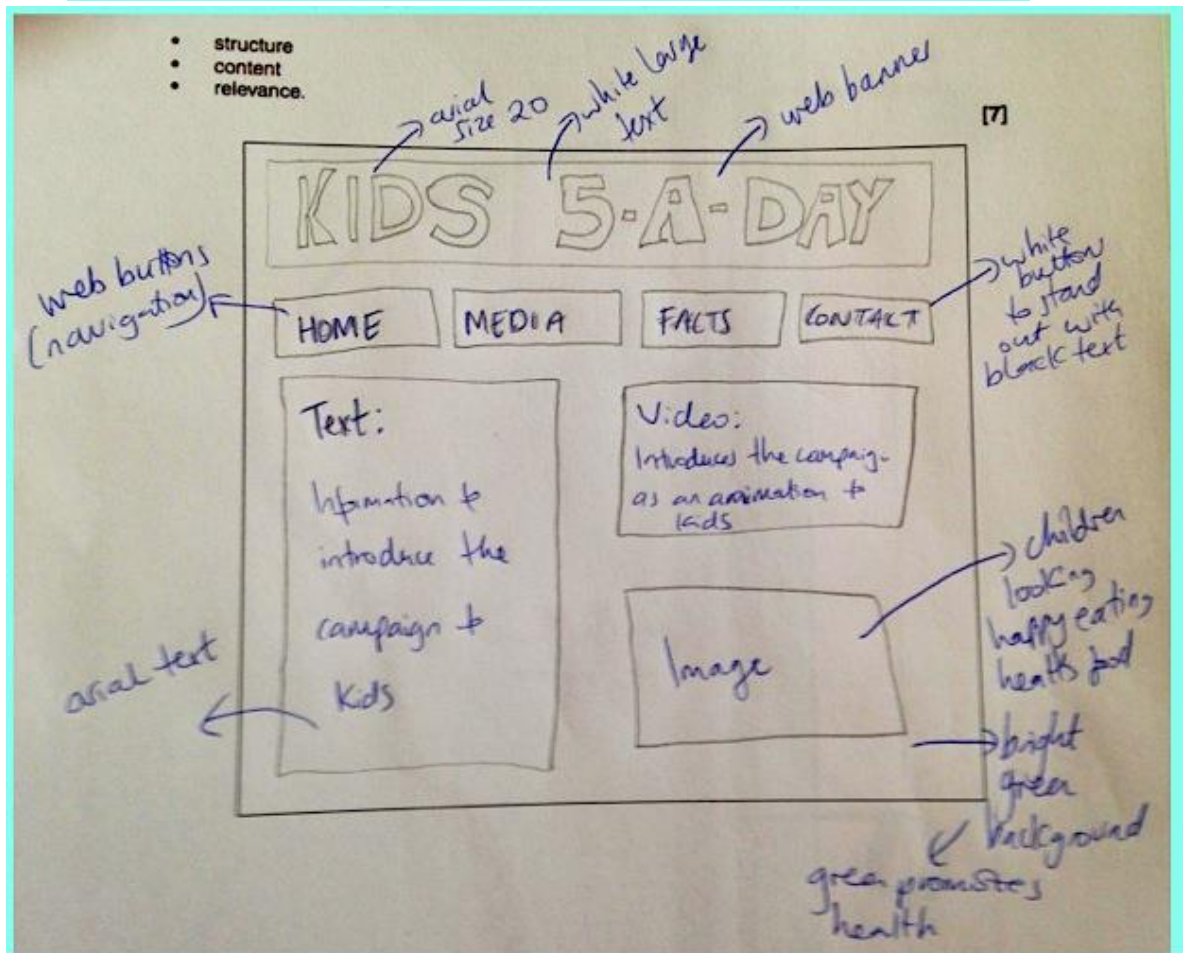 structure
content
relevance.
[7]
arial
size 20
white large
text
web banner
KIDS 5-A-DAY
web buttons
(navigation)
HOME
MEDIA
FACTS
CONTACT
white
button
to stand
out with
black text
Text:
Information to
introduce the
campaign to
Kids
arial text
Video:
Introduces the campaign
as an animation to
kids
Image
children
looking
happy eating
food
bright
green
background
green promotes
health